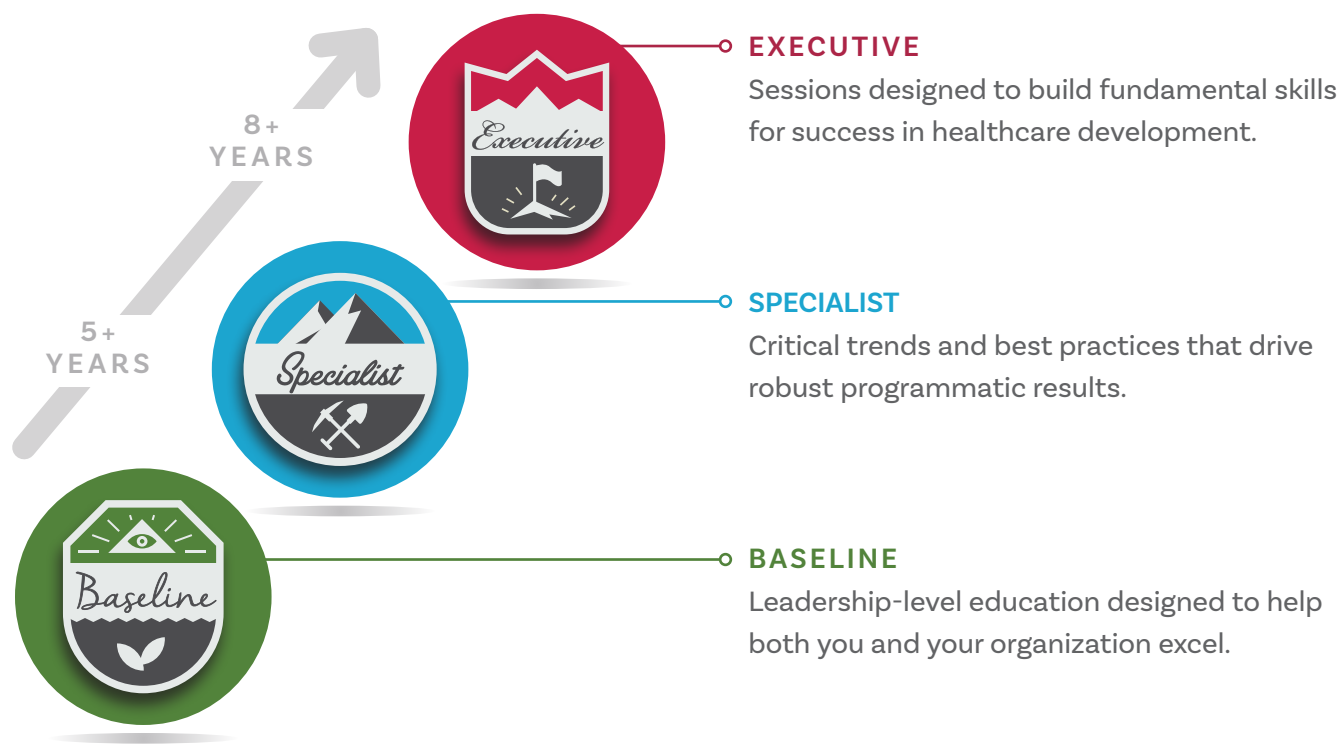 8+
YEARS
5+
YEARS
Executive
EXECUTIVE
Sessions designed to build fundamental skills
for success in healthcare development.
Specialist
SPECIALIST
Critical trends and best practices that drive
robust programmatic results.
Baseline
BASELINE
Leadership-level education designed to help
both you and your organization excel.